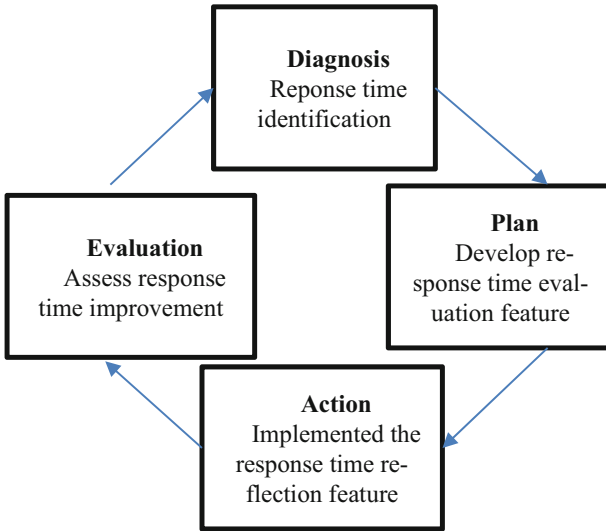 Diagnosis
Reponse time
identification
Plan
Develop re-
sponse time eval-
uation feature
Action
Implemented the
response time re-
flection feature
Evaluation
Assess response
time improvement